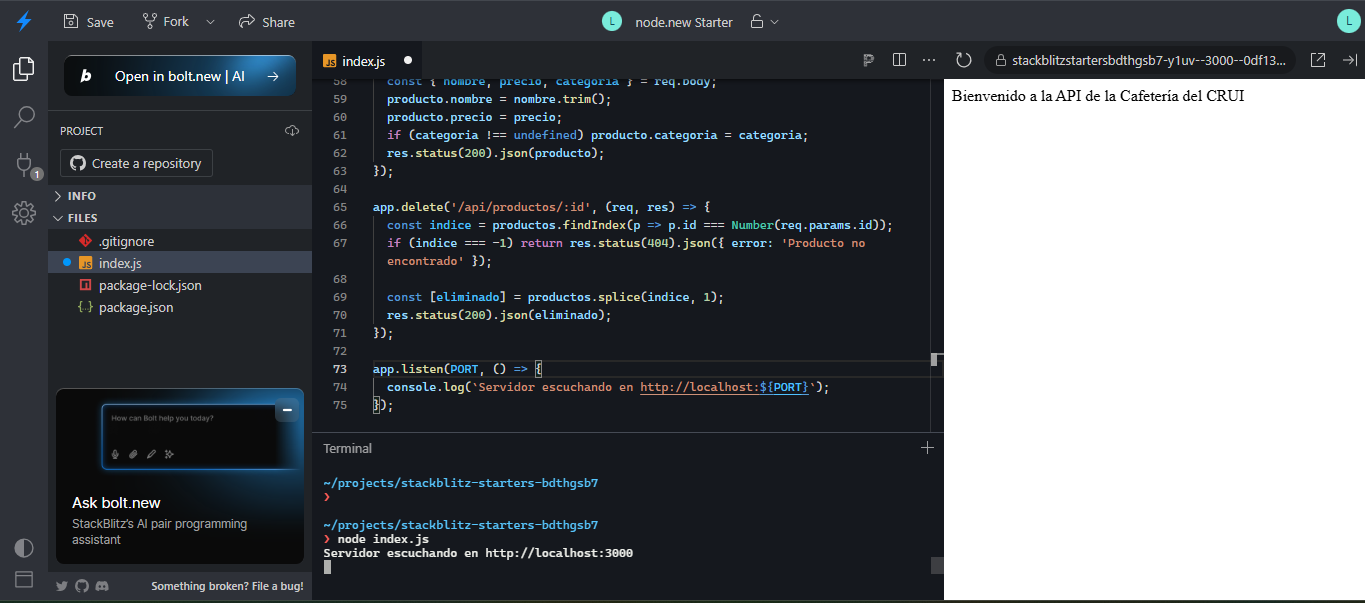 Save
Fork
Share
L
node.new Starter
L
b
Open in bolt.new | AI
PROJECT
Create a repository
1
INFO
FILES
.gitignore
JS index.js
package-lock.json
{..} package.json
How can Bolt help you today?
Ask bolt.new
StackBlitz's AI pair programming
assistant
Something broken? File a bug!
JS index.js
58 const { nombre, precio, categoria } = req.body;
59 producto.nombre = nombre.trim();
60 producto.precio = precio;
61 if (categoria !== undefined) producto.categoria = categoria;
62 res.status(200).json(producto);
63 });
64
65 app.delete('/api/productos/:id', (req, res) => {
66 const indice = productos.findIndex(p => p.id === Number(req.params.id));
67 if (indice === -1) return res.status(404).json({ error: 'Producto no
encontrado' });
68
69 const [eliminado] = productos.splice(indice, 1);
70 res.status(200).json(eliminado);
71 });
72
73 app.listen(PORT, () => {
74 console.log(`Servidor escuchando en http://localhost:${PORT}`);
75 });
Terminal
~/projects/stackblitz-starters-bdthgsb7
❯
~/projects/stackblitz-starters-bdthgsb7
❯ node index.js
Servidor escuchando en http://localhost:3000
stackblitzstartersbdthgsb7-y1uv--3000--0df13...
Bienvenido a la API de la Cafetería del CRUI